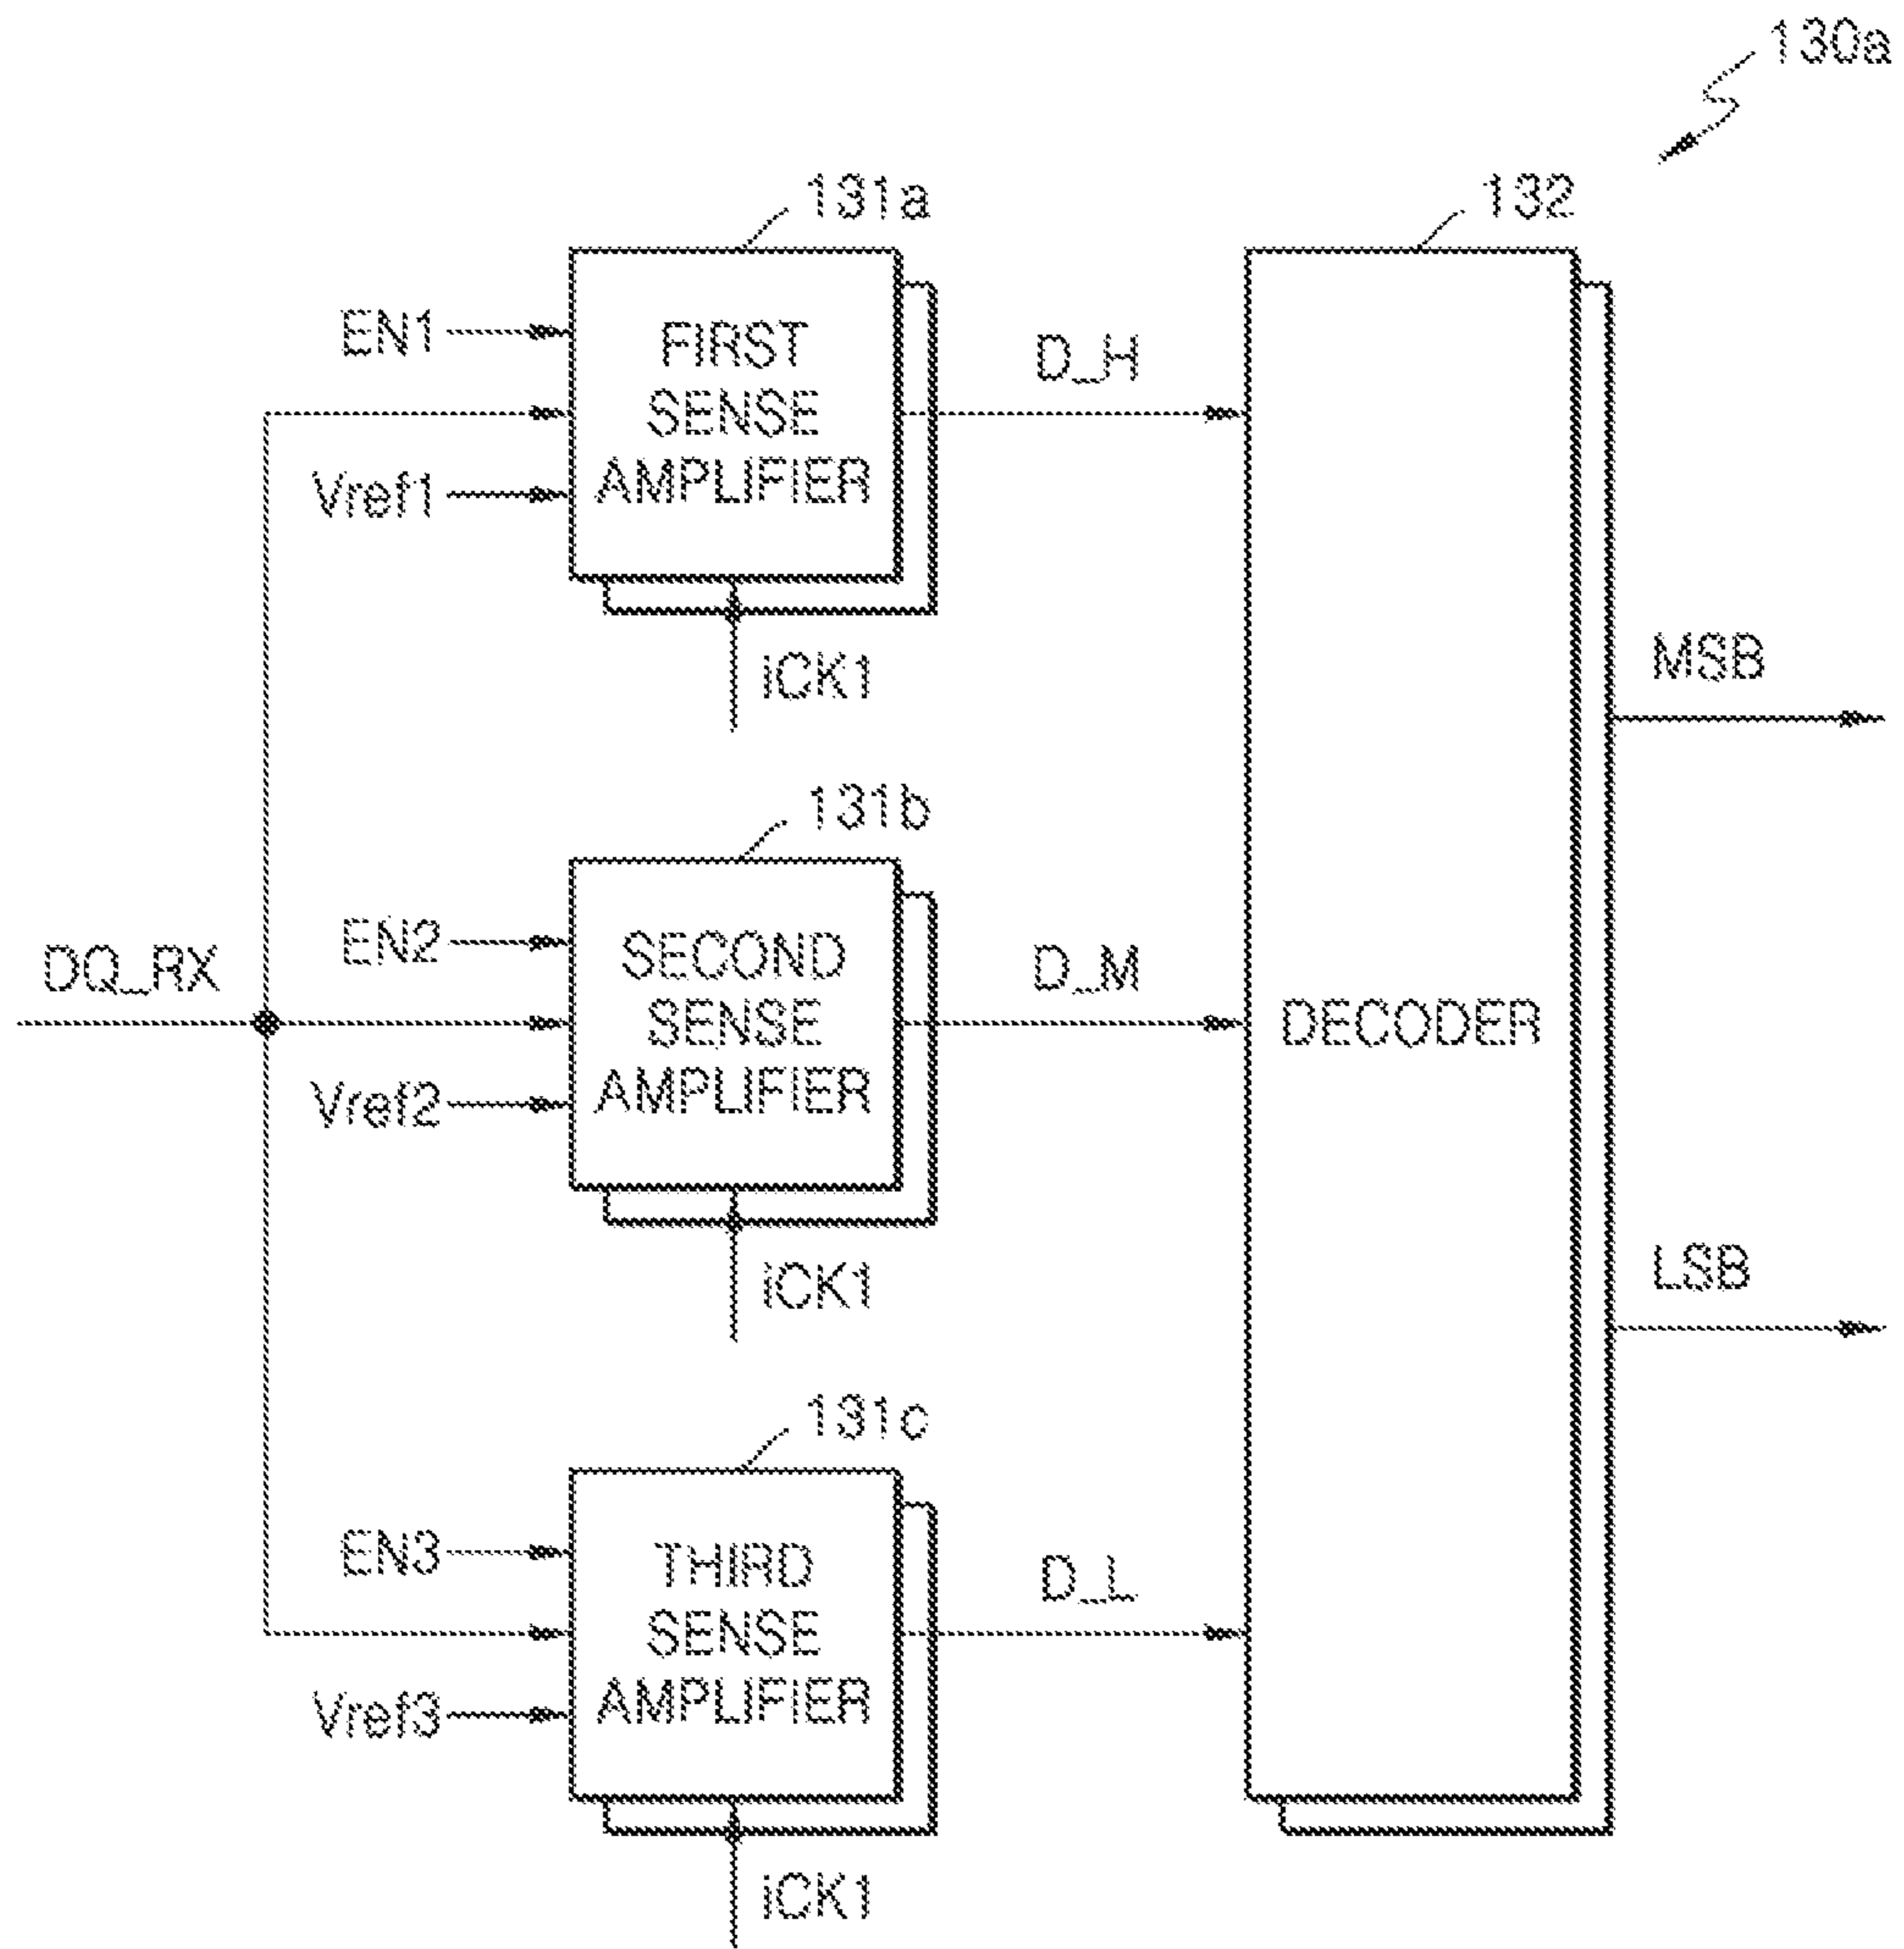 130a
131a
132
EN1
FIRST
SENSE
AMPLIFIER
Vref1
D_H
iCK1
MSB
131b
EN2
SECOND
SENSE
AMPLIFIER
DQ_RX
Vref2
D_M
DECODER
iCK1
LSB
131c
EN3
THIRD
SENSE
AMPLIFIER
Vref3
D_L
iCK1